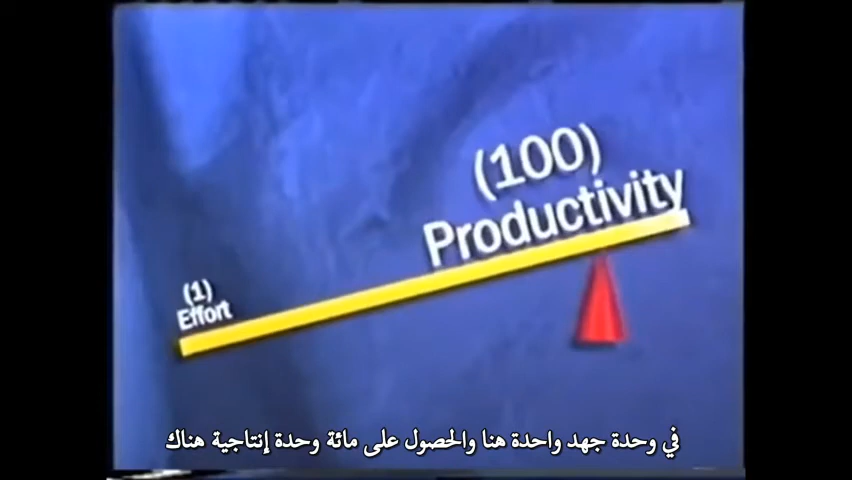 (100)
Productivity
(1)
Effort
في وحدة جهد واحدة هنا والحصول على مائة وحدة إنتاجية هناك